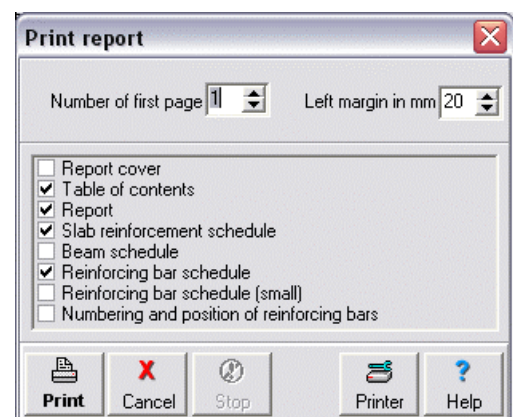 Print report
Number of first page 1 Left margin in mm 20
Report cover
Table of contents
Report
Slab reinforcement schedule
Beam schedule
Reinforcing bar schedule
Reinforcing bar schedule (small)
Numbering and position of reinforcing bars
Print Cancel Stop Printer Help